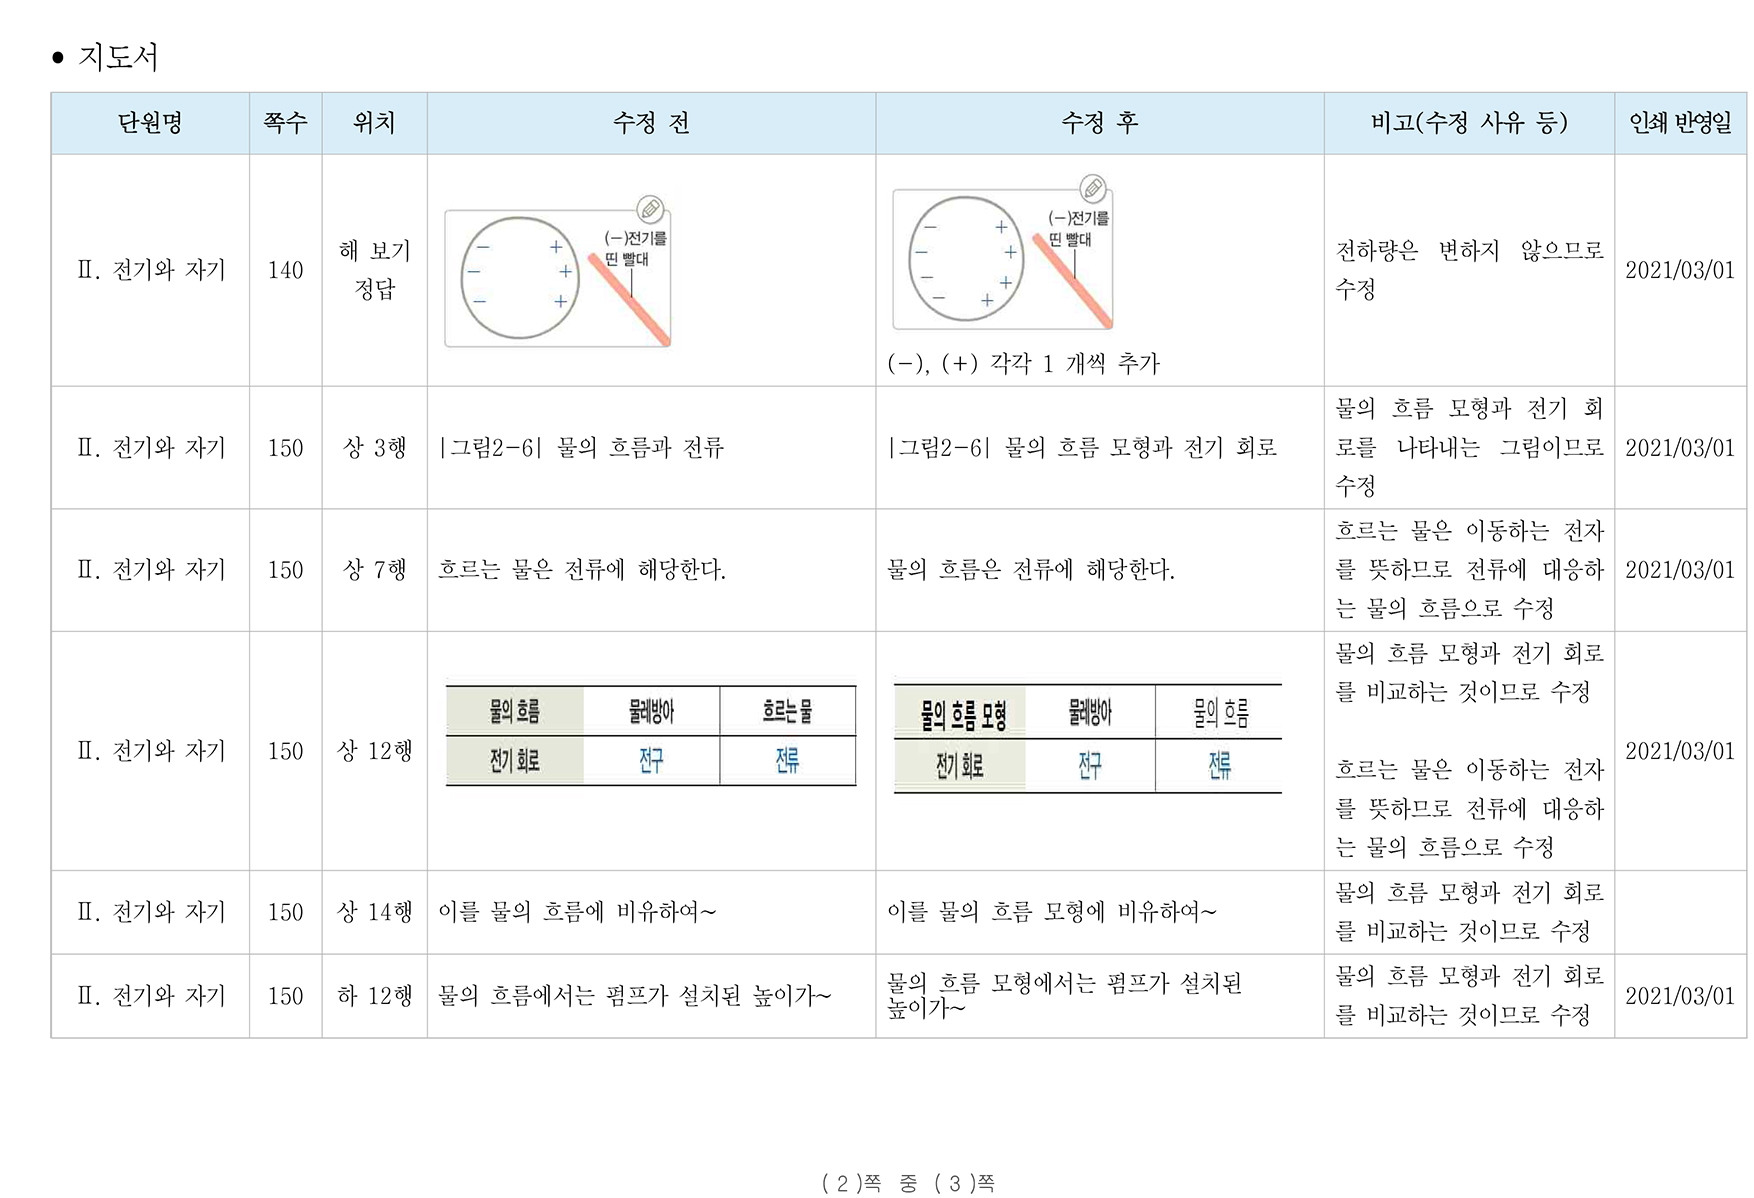 • 지도서
단원명 쪽수 위치 수정 전 수정 후 비고(수정 사유 등) 인쇄 반영일
Ⅱ. 전기와 자기 140 해 보기
정답
(−)전기를
띤 빨대
− + − + − +
(−)전기를
띤 빨대
− + − + − + − +
(−), (+) 각각 1 개씩 추가
전하량은 변하지 않으므로
수정
2021/03/01
Ⅱ. 전기와 자기 150 상 3행 |그림2-6| 물의 흐름과 전류 |그림2-6| 물의 흐름 모형과 전기 회로
물의 흐름 모형과 전기 회
로를 나타내는 그림이므로
수정
2021/03/01
Ⅱ. 전기와 자기 150 상 7행 흐르는 물은 전류에 해당한다. 물의 흐름은 전류에 해당한다.
흐르는 물은 이동하는 전자
를 뜻하므로 전류에 대응하
는 물의 흐름으로 수정
2021/03/01
Ⅱ. 전기와 자기 150 상 12행
물의 흐름 물레방아 흐르는 물
전기 회로 전구 전류
물의 흐름 모형 물레방아 물의 흐름
전기 회로 전구 전류
물의 흐름 모형과 전기 회로
를 비교하는 것이므로 수정
흐르는 물은 이동하는 전자
를 뜻하므로 전류에 대응하
는 물의 흐름으로 수정
2021/03/01
Ⅱ. 전기와 자기 150 상 14행 이를 물의 흐름에 비유하여~ 이를 물의 흐름 모형에 비유하여~
물의 흐름 모형과 전기 회로
를 비교하는 것이므로 수정
Ⅱ. 전기와 자기 150 하 12행 물의 흐름에서는 펌프가 설치된 높이가~
물의 흐름 모형에서는 펌프가 설치된
높이가~
물의 흐름 모형과 전기 회로
를 비교하는 것이므로 수정
2021/03/01
( 2 )쪽 중 ( 3 )쪽